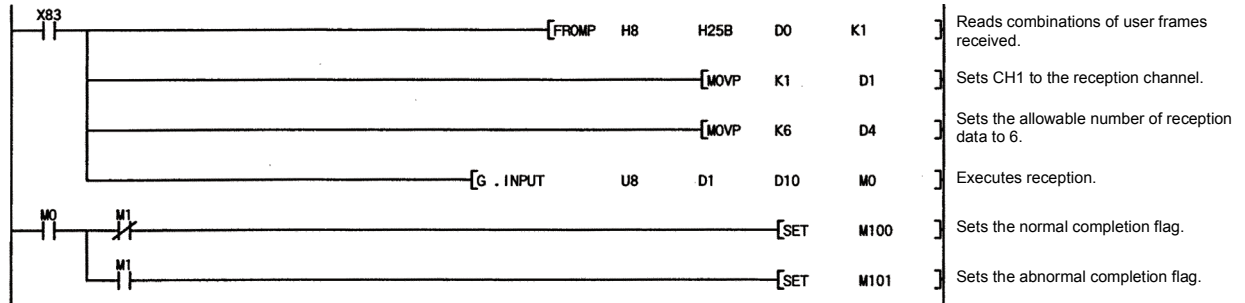 X83
FROMP H8 H25B D0 K1
Reads combinations of user frames
received.
MOVP K1 D1
Sets CH1 to the reception channel.
MOVP K6 D4
Sets the allowable number of reception
data to 6.
G . INPUT U8 D1 D10 M0
Executes reception.
M0 M1
SET M100
Sets the normal completion flag.
M1
SET M101
Sets the abnormal completion flag.